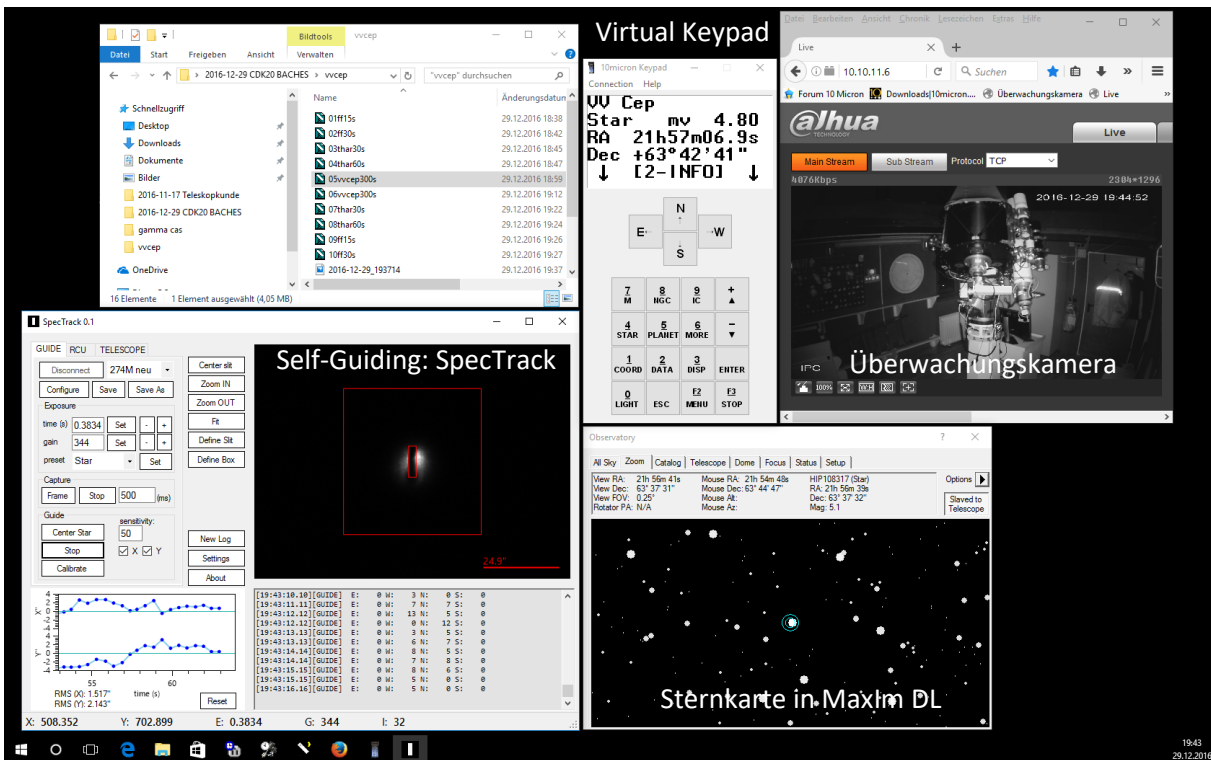 Bildtools
vvcep
Datei Start Freigeben Ansicht Verwalten
2016-12-29 CDK20 BACHES > vvcep
"vvcep" durchsuchen
Schnellzugriff
Desktop
Downloads
Dokumente
Bilder
2016-11-17 Teleskopkunde
2016-12-29 CDK20 BACHES
gamma cas
vvcep
OneDrive
Name Änderungsdatun
01ff15s 29.12.2016 18:38
02ff30s 29.12.2016 18:42
03thar30s 29.12.2016 18:45
04thar60s 29.12.2016 18:47
05vvcep300s 29.12.2016 18:59
06vvcep300s 29.12.2016 19:12
07thar30s 29.12.2016 19:22
08thar60s 29.12.2016 19:24
09ff15s 29.12.2016 19:26
10ff30s 29.12.2016 19:27
2016-12-29_193714 29.12.2016 19:37
16 Elemente 1 Element ausgewählt (4,05 MB)
Virtual Keypad
10micron Keypad
Connection Help
VV Cep
Star mv 4.80
RA 21h57m06.9s
Dec +63°42'41"
↓ [2-INFO] ↓
N
E← →W
S
7 8 9 +
M NGC IC ▲
4 5 6 –
STAR PLANET MORE ▼
1 2 3
COORD DATA DISP ENTER
0 F2 F3
LIGHT ESC MENU STOP
Datei Bearbeiten Ansicht Chronik Lesezeichen Extras Hilfe
Live
10.10.11.6
Suchen
Forum 10 Micron Downloads|10micron.... Überwachungskamera Live
alhua
TECHNOLOGY
Live
Main Stream Sub Stream Protocol TCP
4076Kbps 2304*1296
2016-12-29 19:44:52
Überwachungskamera
IPC
100%
SpecTrack 0.1
GUIDE RCU TELESCOPE
Disconnect 274M neu
Configure Save Save As
Exposure
time (s) 0.3834 Set - +
gain 344 Set - +
preset Star Set
Capture
Frame Stop 500 (ms)
Guide
Center Star sensitivity: 50
Stop X Y
Calibrate
Center slit
Zoom IN
Zoom OUT
Fit
Define Slit
Define Box
New Log
Settings
About
Self-Guiding: SpecTrack
24.9"
X''
4
2
0
-2
-4
Y''
4
2
0
-2
-4
55 60
time (s)
RMS (X): 1.517"
RMS (Y): 2.143"
Reset
[19:43:10.10][GUIDE] E: 0 W: 3 N: 0 S: 0
[19:43:11.11][GUIDE] E: 0 W: 7 N: 7 S: 0
[19:43:12.12][GUIDE] E: 0 W: 13 N: 5 S: 0
[19:43:12.12][GUIDE] E: 0 W: 0 N: 12 S: 0
[19:43:13.13][GUIDE] E: 0 W: 3 N: 5 S: 0
[19:43:13.13][GUIDE] E: 0 W: 6 N: 7 S: 0
[19:43:14.14][GUIDE] E: 0 W: 8 N: 5 S: 0
[19:43:14.14][GUIDE] E: 0 W: 7 N: 8 S: 0
[19:43:15.15][GUIDE] E: 0 W: 8 N: 6 S: 0
[19:43:15.15][GUIDE] E: 0 W: 5 N: 0 S: 0
[19:43:16.16][GUIDE] E: 0 W: 5 N: 0 S: 0
X: 508.352 Y: 702.899 E: 0.3834 G: 344 I: 32
Observatory
All Sky Zoom Catalog Telescope Dome Focus Status Setup
View RA: 21h 56m 41s Mouse RA: 21h 54m 48s HIP108317 (Star)
View Dec: 63° 37' 31" Mouse Dec: 63° 44' 47" RA: 21h 56m 39s
View FOV: 0.25° Mouse Alt: Dec: 63° 37' 32"
Rotator PA: N/A Mouse Az: Mag: 5.1
Options
Slaved to
Telescope
Sternkarte in Maxim DL
19:43
29.12.2016